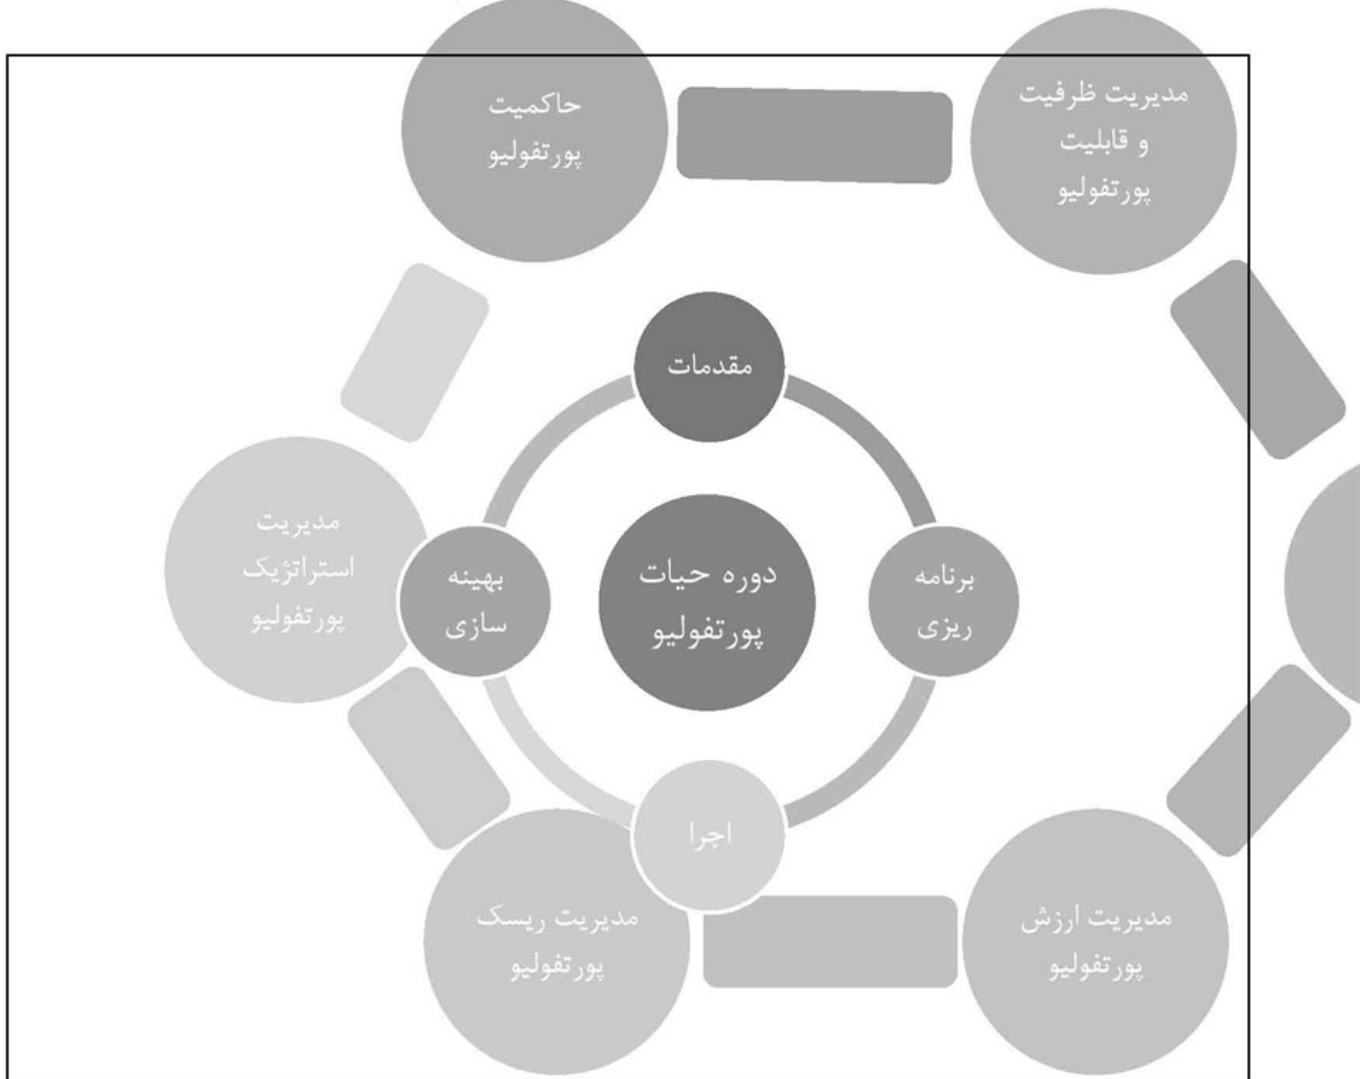 حاکمیت
پورتفولیو
مدیریت ظرفیت
و قابلیت
پورتفولیو
مقدمات
مدیریت
استراتژیک
پورتفولیو
بهینه
سازی
دوره حیات
پورتفولیو
برنامه
ریزی
اجرا
مدیریت ریسک
پورتفولیو
مدیریت ارزش
پورتفولیو